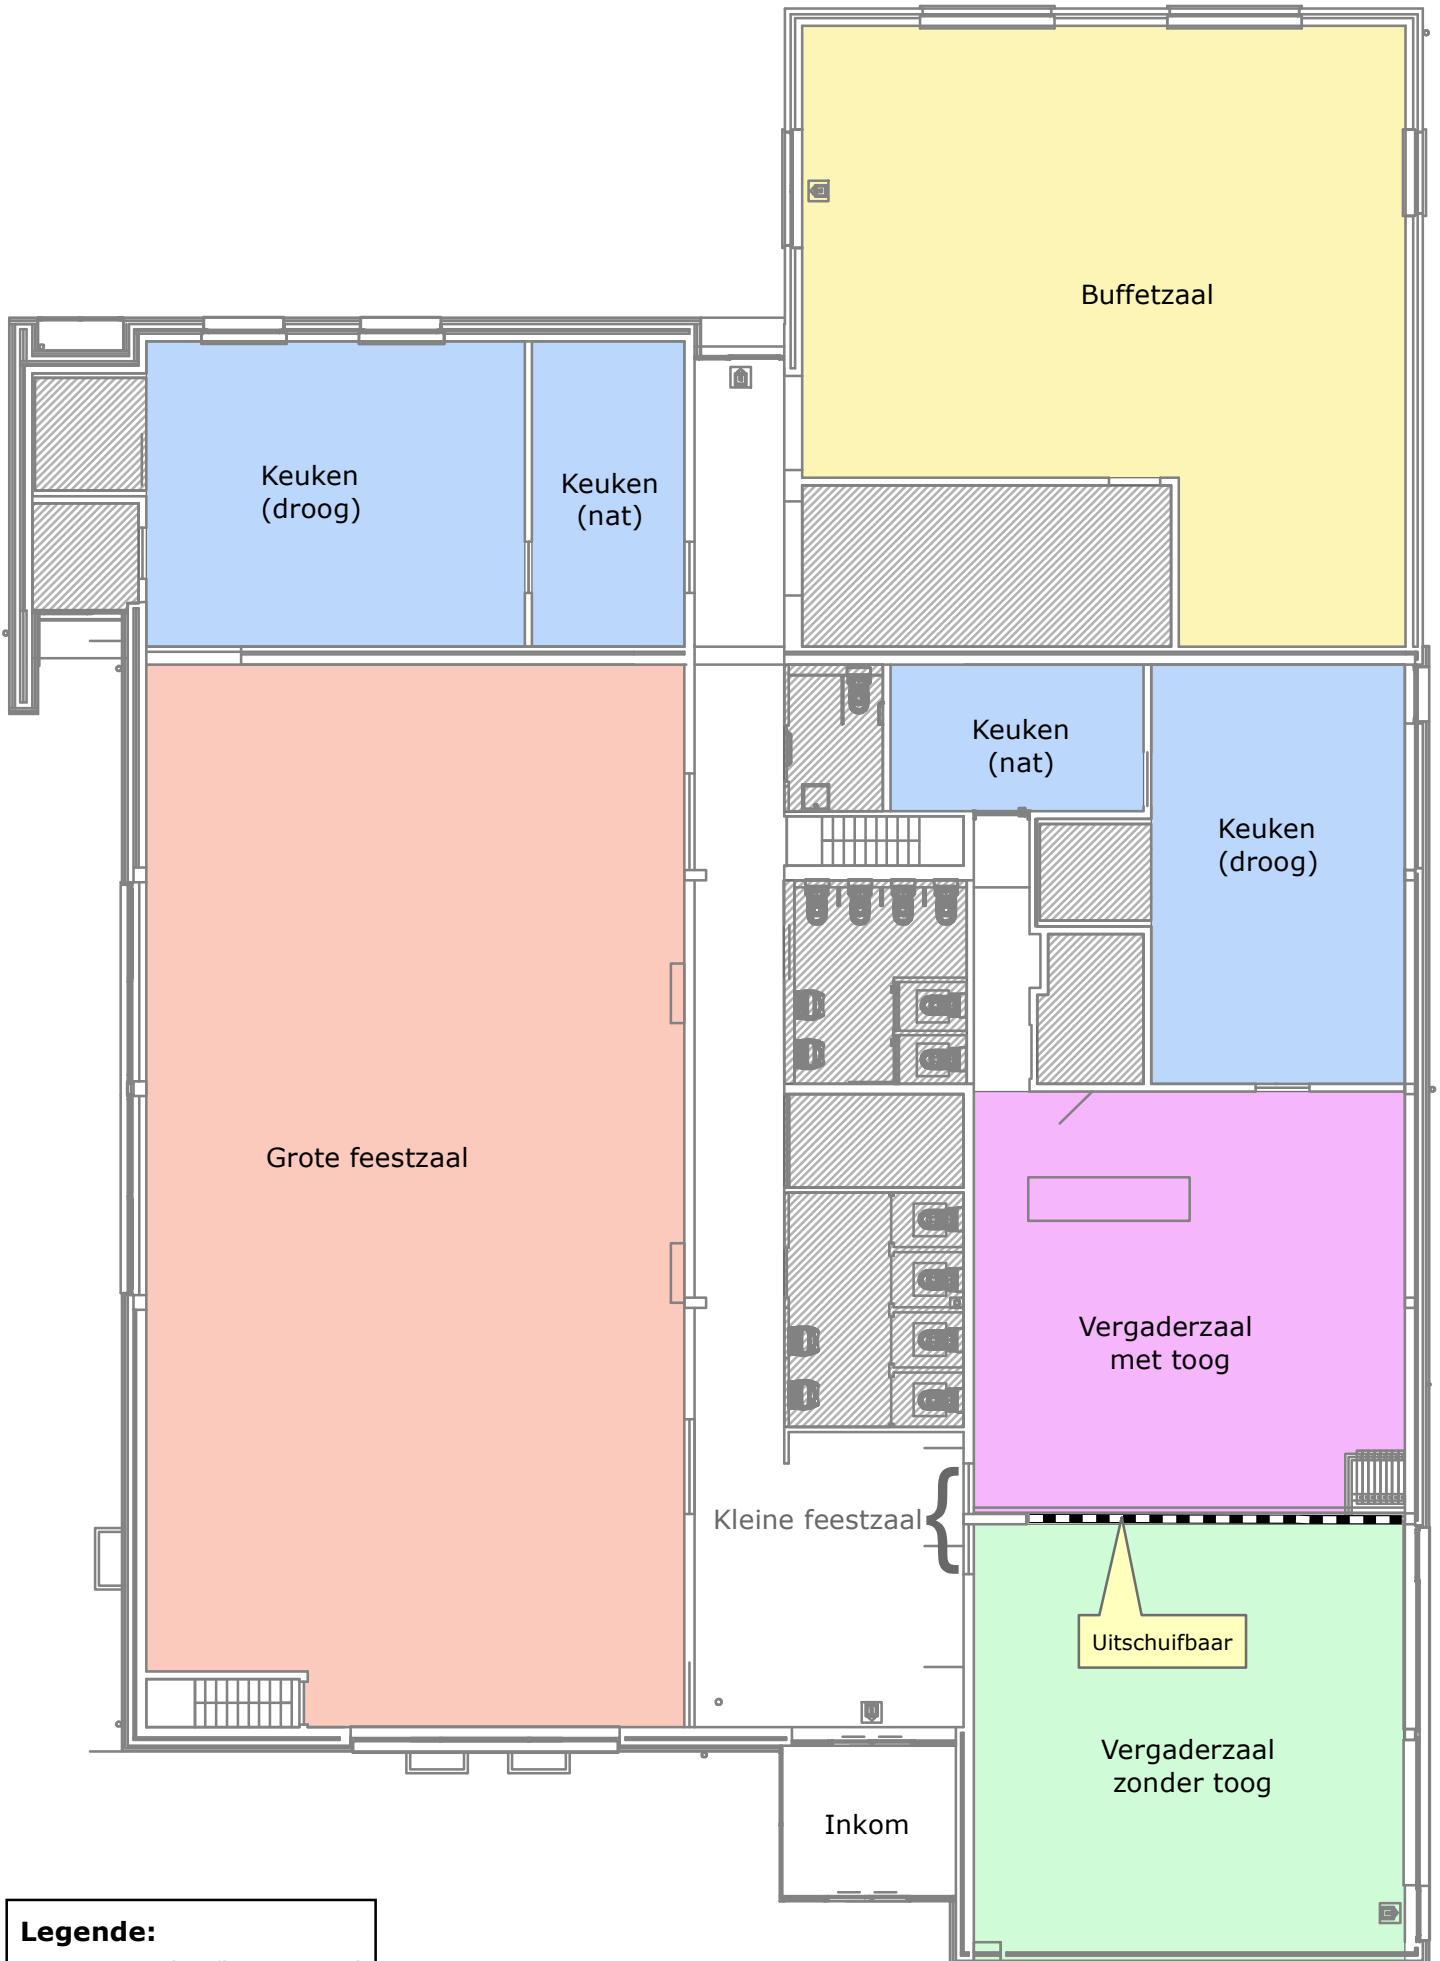 Buffetzaal
Keuken
(droog)
Keuken
(nat)
Keuken
(nat)
Keuken
(droog)
Grote feestzaal
Vergaderzaal
met toog
Kleine feestzaal{
Uitschuifbaar
Vergaderzaal
zonder toog
Inkom
Legende: